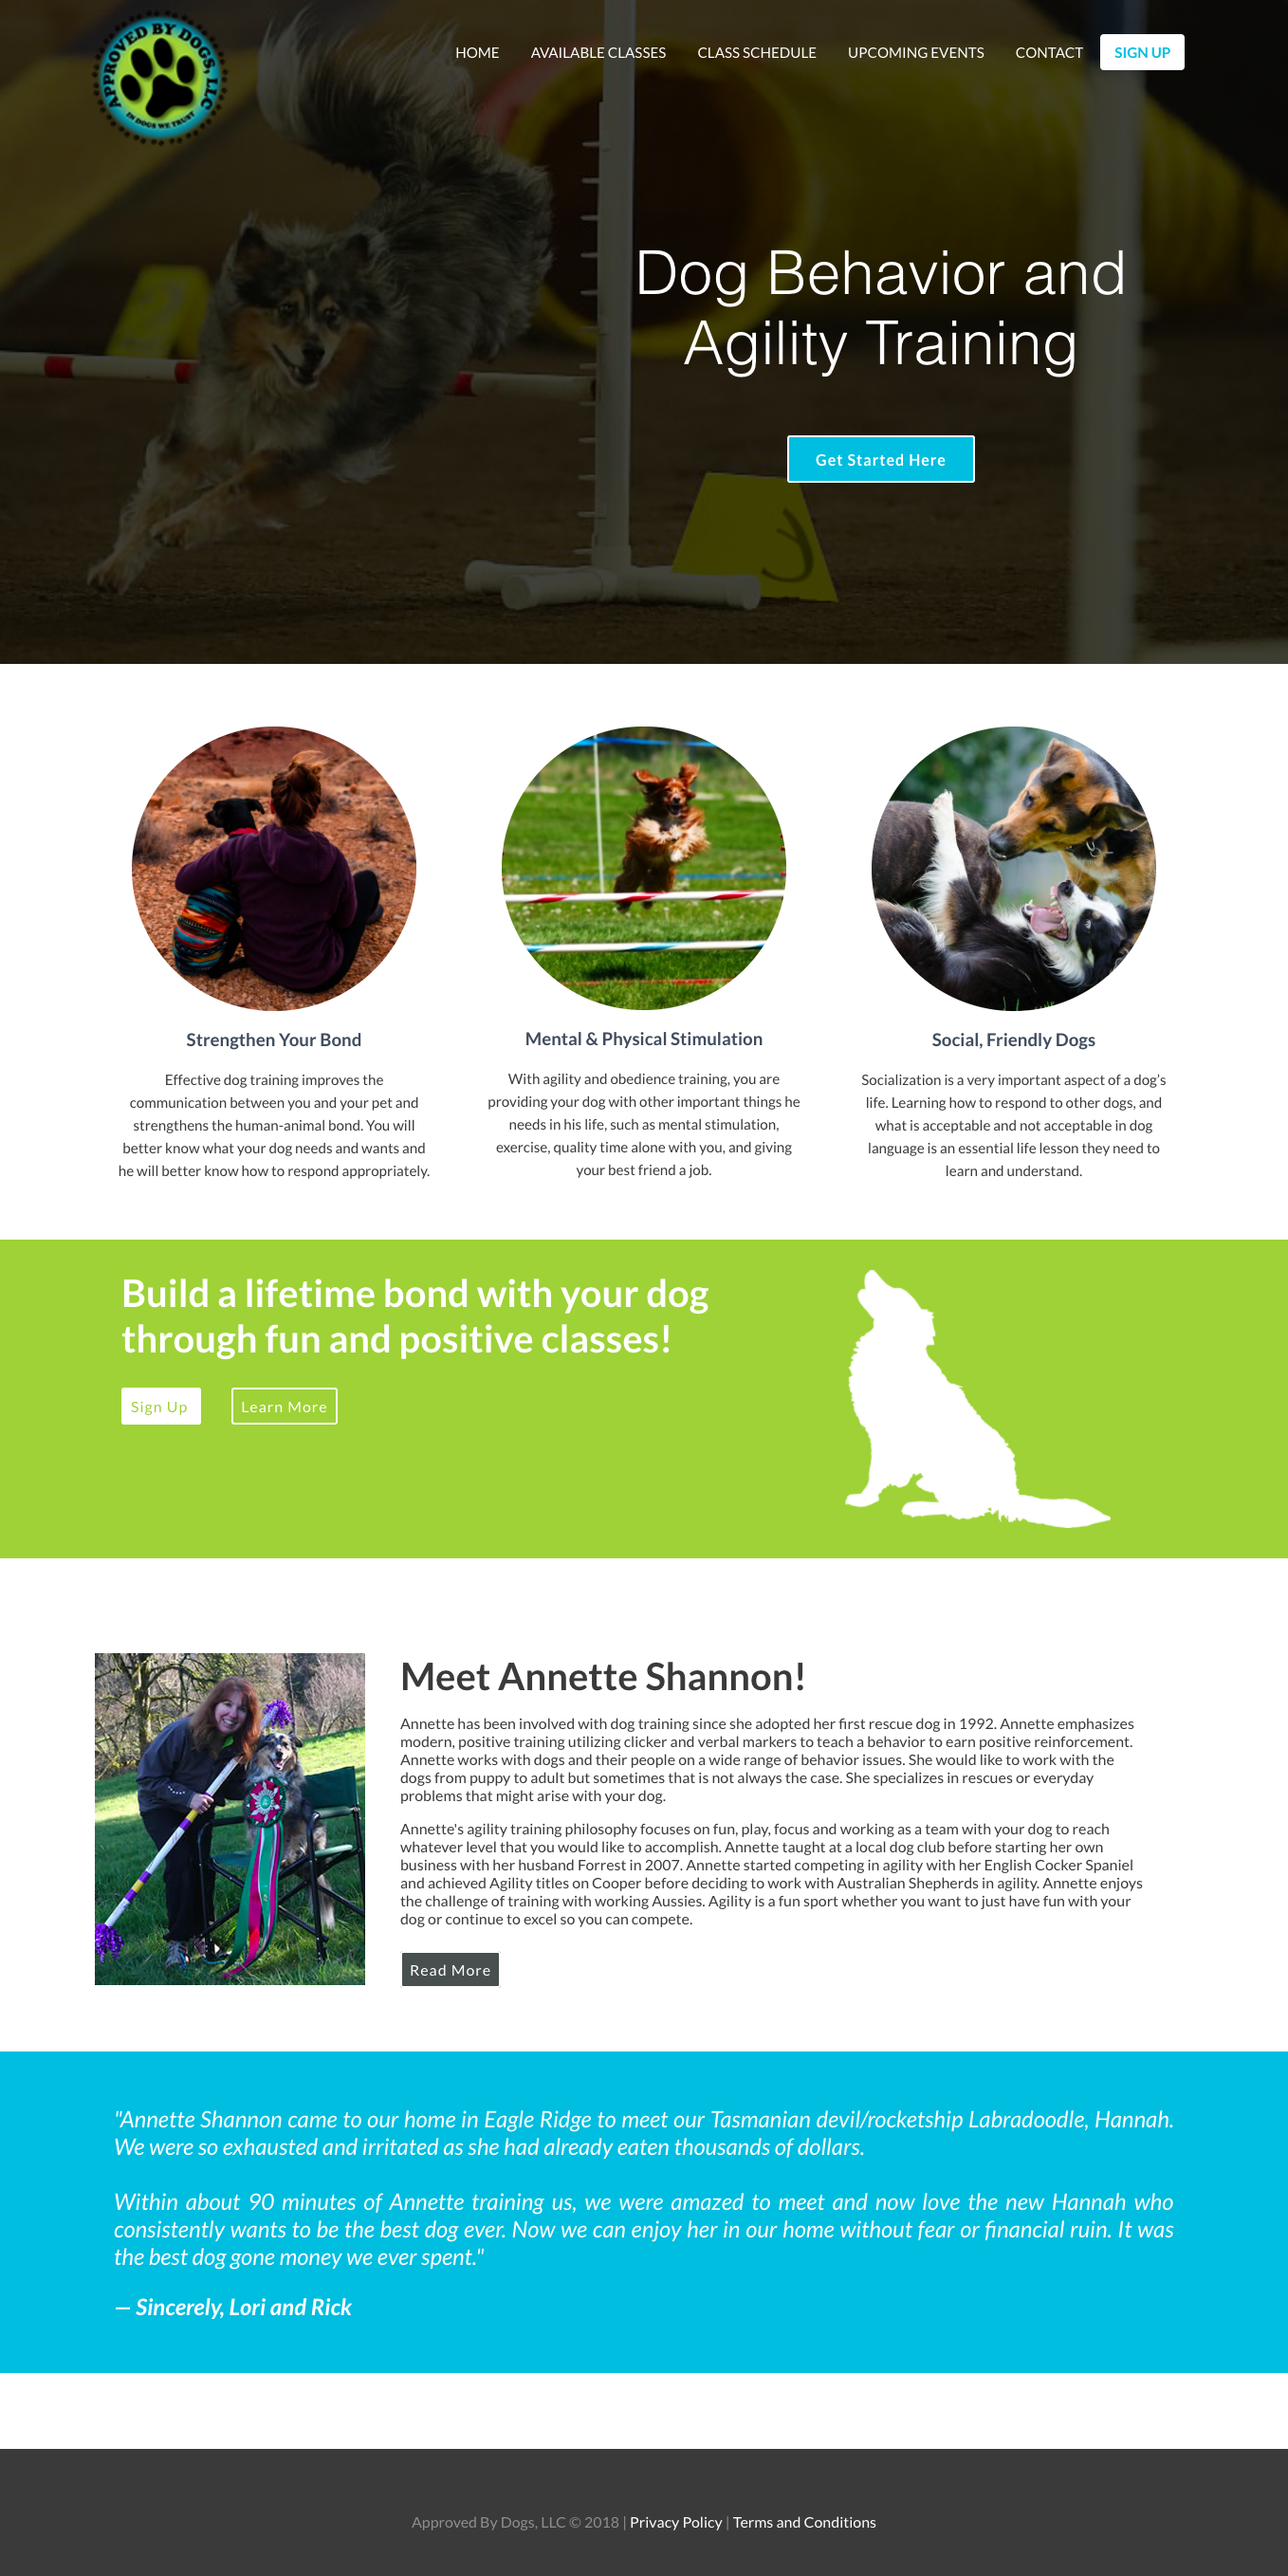 APPROVED BY DOGS, LLC
IN DOGS WE TRUST
HOME AVAILABLE CLASSES CLASS SCHEDULE UPCOMING EVENTS CONTACT SIGN UP
Dog Behavior and
Agility Training
Get Started Here
Strengthen Your Bond
Effective dog training improves the
communication between you and your pet and
strengthens the human-animal bond. You will
better know what your dog needs and wants and
he will better know how to respond appropriately.
Mental & Physical Stimulation
With agility and obedience training, you are
providing your dog with other important things he
needs in his life, such as mental stimulation,
exercise, quality time alone with you, and giving
your best friend a job.
Social, Friendly Dogs
Socialization is a very important aspect of a dog’s
life. Learning how to respond to other dogs, and
what is acceptable and not acceptable in dog
language is an essential life lesson they need to
learn and understand.
Build a lifetime bond with your dog
through fun and positive classes!
Sign Up Learn More
Meet Annette Shannon!
Annette has been involved with dog training since she adopted her first rescue dog in 1992. Annette emphasizes
modern, positive training utilizing clicker and verbal markers to teach a behavior to earn positive reinforcement.
Annette works with dogs and their people on a wide range of behavior issues. She would like to work with the
dogs from puppy to adult but sometimes that is not always the case. She specializes in rescues or everyday
problems that might arise with your dog.
Annette's agility training philosophy focuses on fun, play, focus and working as a team with your dog to reach
whatever level that you would like to accomplish. Annette taught at a local dog club before starting her own
business with her husband Forrest in 2007. Annette started competing in agility with her English Cocker Spaniel
and achieved Agility titles on Cooper before deciding to work with Australian Shepherds in agility. Annette enjoys
the challenge of training with working Aussies. Agility is a fun sport whether you want to just have fun with your
dog or continue to excel so you can compete.
Read More
"Annette Shannon came to our home in Eagle Ridge to meet our Tasmanian devil/rocketship Labradoodle, Hannah.
We were so exhausted and irritated as she had already eaten thousands of dollars.
Within about 90 minutes of Annette training us, we were amazed to meet and now love the new Hannah who
consistently wants to be the best dog ever. Now we can enjoy her in our home without fear or financial ruin. It was
the best dog gone money we ever spent."
— Sincerely, Lori and Rick
Approved By Dogs, LLC © 2018 | Privacy Policy | Terms and Conditions